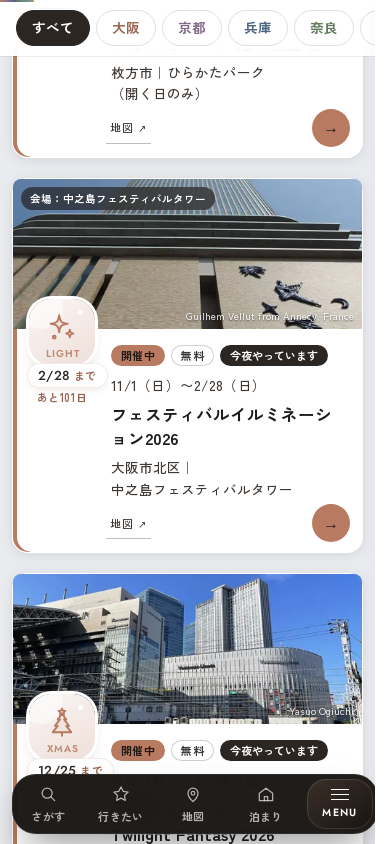 すべて
大阪
京都
兵庫
奈良
枚方市｜ひらかたパーク
（開く日のみ）
地図 ↗
→
会場：中之島フェスティバルタワー
Guilhem Vellut from Annecy, France
LIGHT
2/28 まで
あと101日
開催中
無料
今夜やっています
11/1（日）〜2/28（日）
フェスティバルイルミネーシ
ョン2026
大阪市北区｜
中之島フェスティバルタワー
地図 ↗
→
Yasuo Ogiuchi
XMAS
12/25 まで
開催中
無料
今夜やっています
Twilight Fantasy 2026
さがす
行きたい
地図
泊まり
MENU